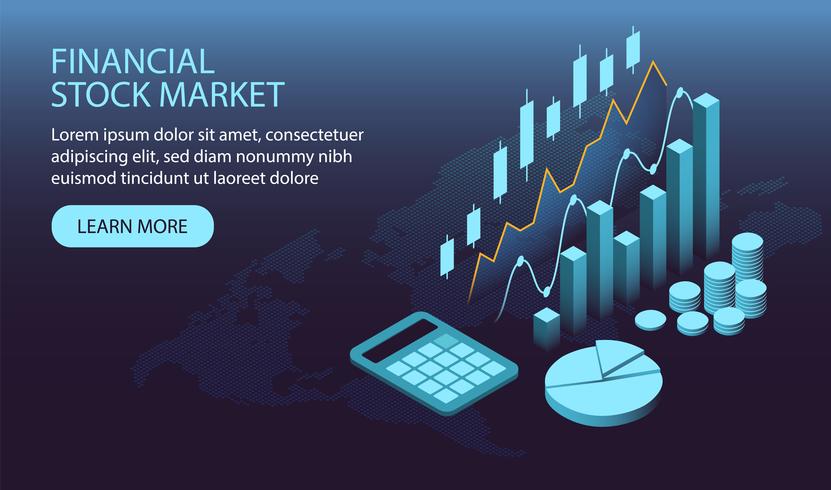 FINANCIAL
STOCK MARKET
Lorem ipsum dolor sit amet, consectetuer
adipiscing elit, sed diam nonummy nibh
euismod tincidunt ut laoreet dolore
LEARN MORE